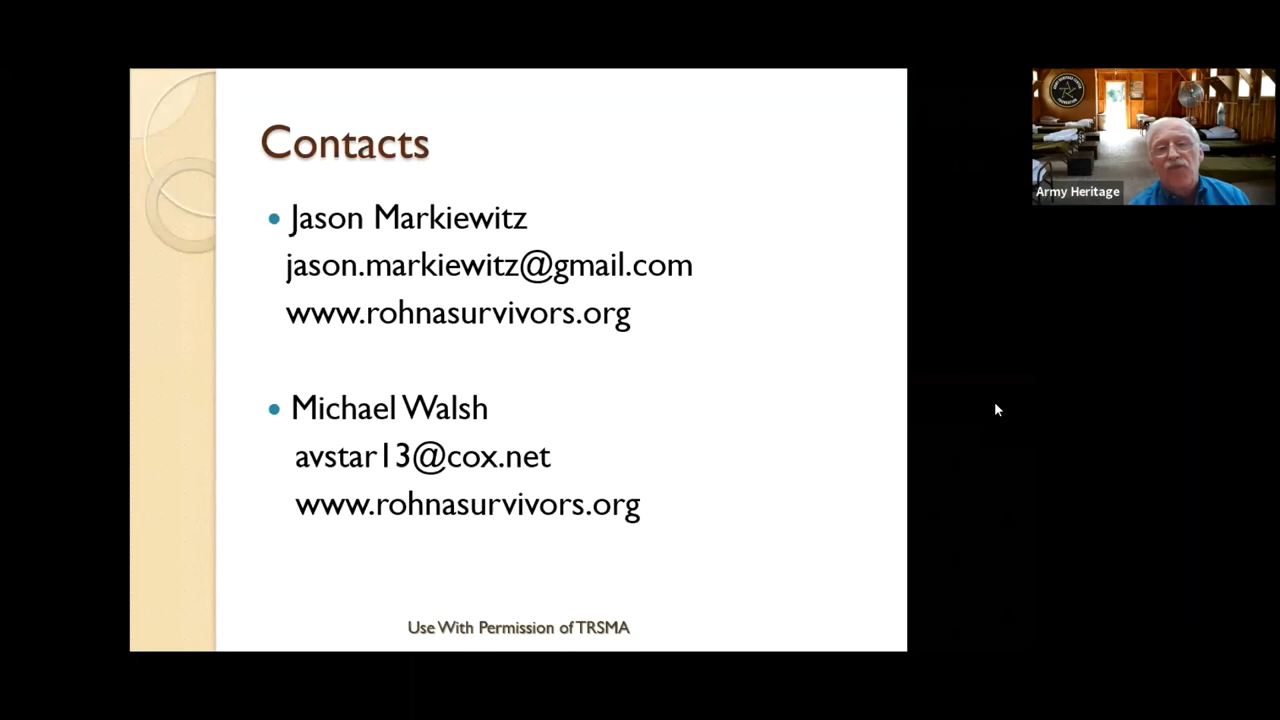 Contacts
Jason Markiewitz
jason.markiewitz@gmail.com
www.rohnasurvivors.org
Michael Walsh
avstar13@cox.net
www.rohnasurvivors.org
Use With Permission of TRSMA
Army Heritage